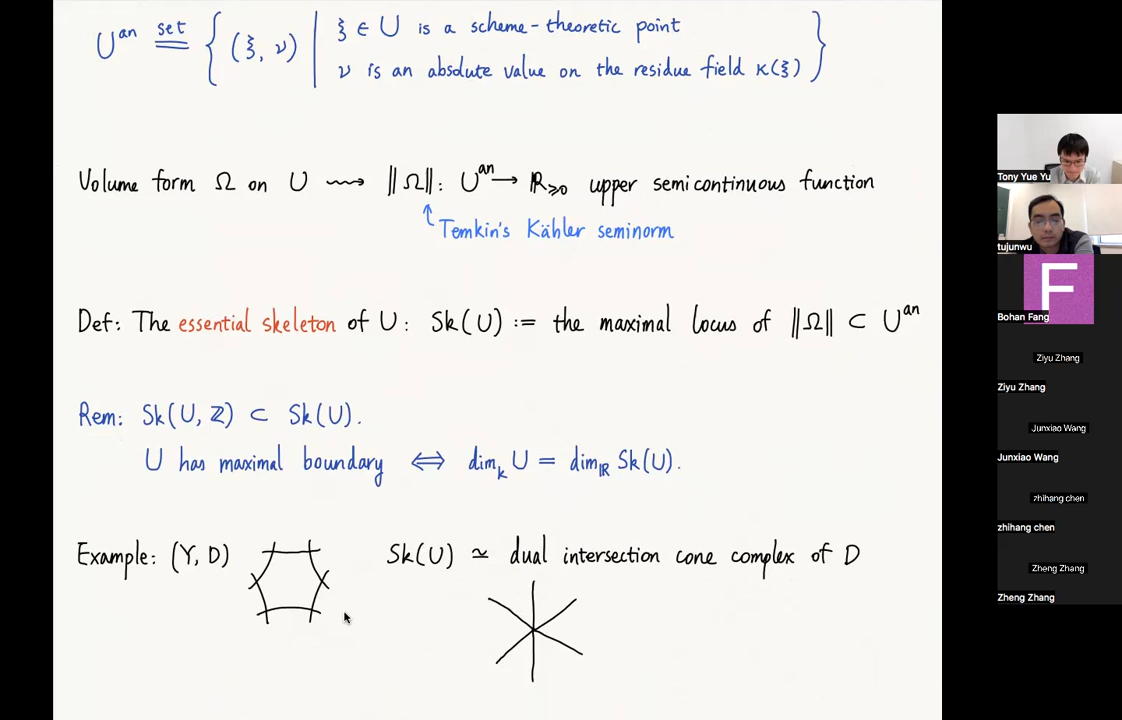 U^an set= { (ξ, ν) | ξ ∈ U is a scheme-theoretic point
ν is an absolute value on the residue field κ(ξ) }
Volume form Ω on U ⇝ ‖Ω‖: U^an → ℝ≥0 upper semicontinuous function
↑ Temkin's Kähler seminorm
Def: The essential skeleton of U: Sk(U) := the maximal locus of ‖Ω‖ ⊂ U^an
Rem: Sk(U, ℤ) ⊂ Sk(U).
U has maximal boundary ⟺ dim_k U = dim_ℝ Sk(U).
Example: (Y, D)
Sk(U) ≃ dual intersection cone complex of D
Tony Yue Yu
tujunwu
F
Bohan Fang
Ziyu Zhang
Ziyu Zhang
Junxiao Wang
Junxiao Wang
zhihang chen
zhihang chen
Zheng Zhang
Zheng Zhang